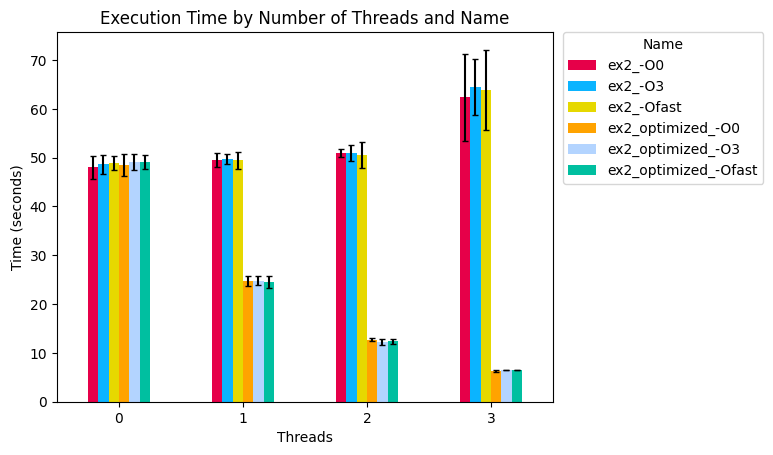 Execution Time by Number of Threads and Name
Name
ex2_-O0
ex2_-O3
ex2_-Ofast
ex2_optimized_-O0
ex2_optimized_-O3
ex2_optimized_-Ofast
Time (seconds)
70
60
50
40
30
20
10
0
0 1 2 3
Threads